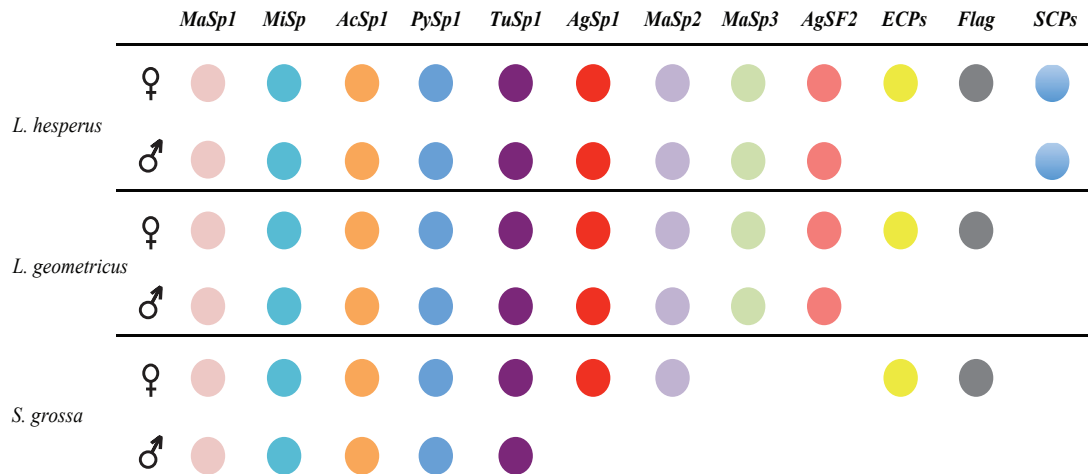 MaSp1 MiSp AcSp1 PySp1 TuSp1 AgSp1 MaSp2 MaSp3 AgSF2 ECPs Flag SCPs
♀
L. hesperus
♂
♀
L. geometricus
♂
♀
S. grossa
♂